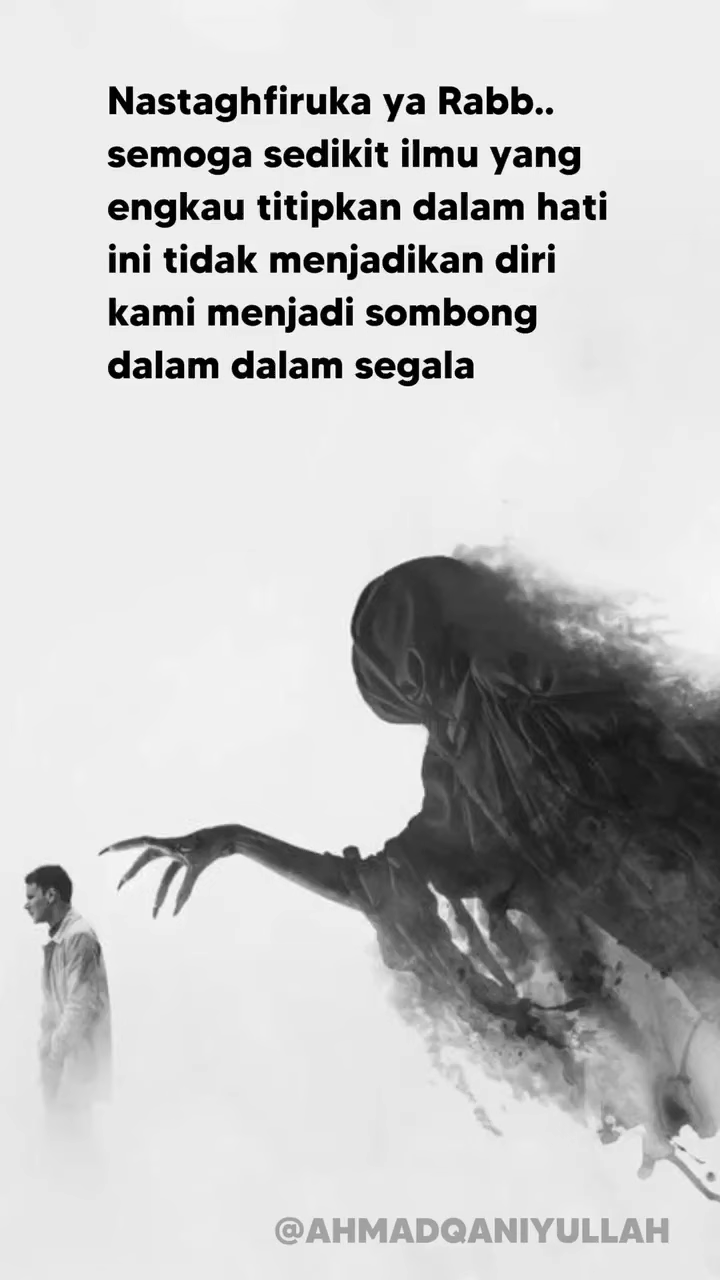 Nastaghfiruka ya Rabb..
semoga sedikit ilmu yang
engkau titipkan dalam hati
ini tidak menjadikan diri
kami menjadi sombong
dalam dalam segala
@AHMADQANIYULLAH